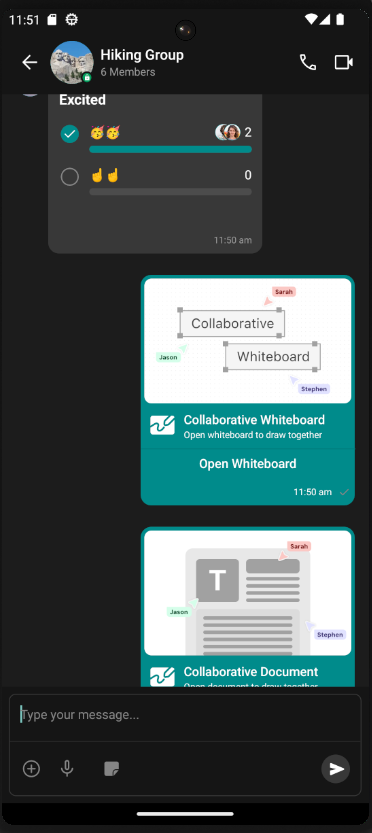 11:51
Hiking Group
6 Members
Excited
🥳🥳 2
☝️☝️ 0
11:50 am
Sarah
Collaborative
Whiteboard
Jason
Stephen
Collaborative Whiteboard
Open whiteboard to draw together
Open Whiteboard
11:50 am
Sarah
T
Jason
Stephen
Collaborative Document
Open document to draw together
Type your message...